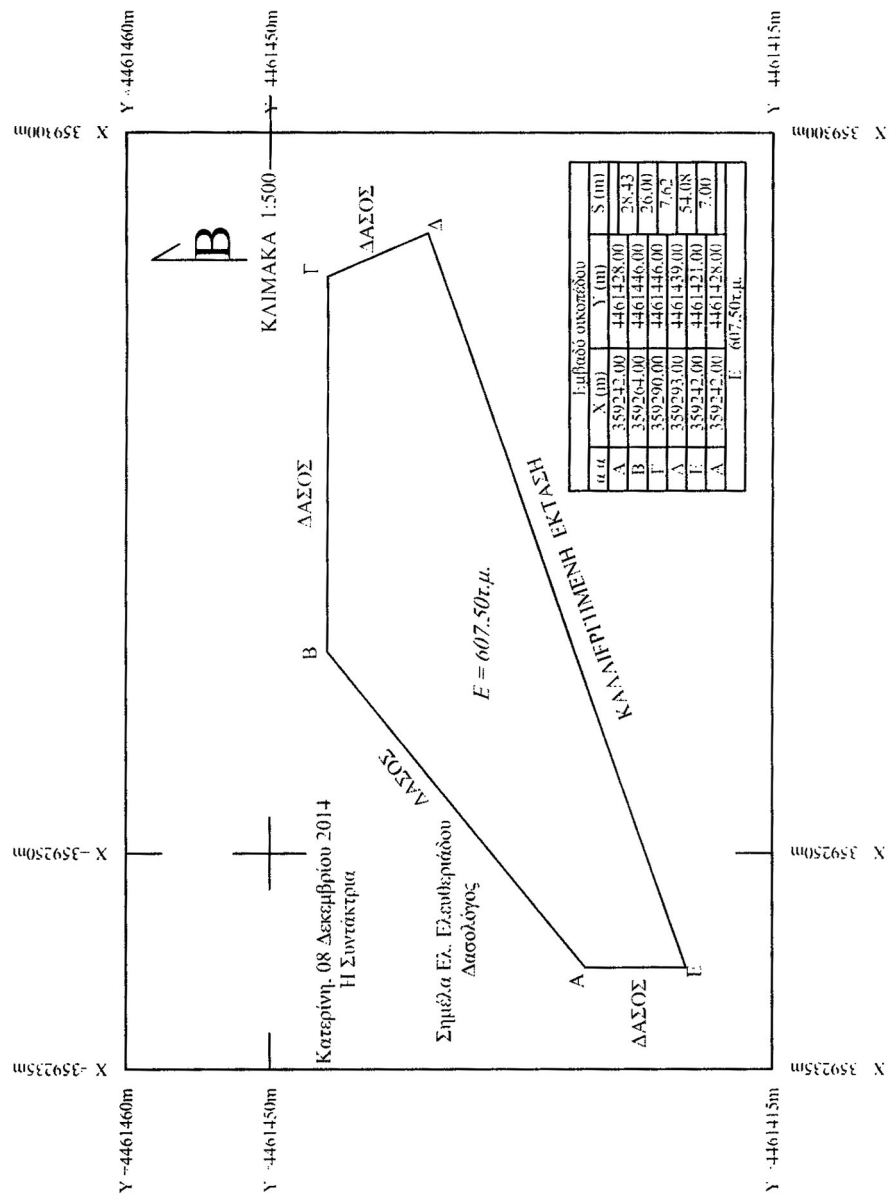 Χ=359235m
Χ=359250m
Χ 359300m
Υ=4461460m
Υ 4461460m
Β
Υ=4461450m
ΚΛΙΜΑΚΑ 1:500
Υ 4461450m
Κατερίνη, 08 Δεκεμβρίου 2014
Η Συντάκτρια
Σημέλα Ελ. Ελευθεριάδου
Δασολόγος
Β
ΔΑΣΟΣ
Γ
ΔΑΣΟΣ
Δ
ΔΑΣΟΣ
Ε = 607.50τ.μ.
Α
ΔΑΣΟΣ
Ε
ΚΑΛΛΙΕΡΓΗΜΕΝΗ ΕΚΤΑΣΗ
Εμβαδό οικοπέδου
α α Χ (m) Υ (m) S (m)
Α 359242.00 4461428.00
28.43
Β 359264.00 4461446.00
26.00
Γ 359290.00 4461446.00
7.62
Δ 359293.00 4461439.00
54.08
Ε 359242.00 4461421.00
7.00
Α 359242.00 4461428.00
Ε 607.50τ.μ.
Υ 4461415m
Υ 4461415m
Χ 359235m
Χ 359250m
Χ 359300m